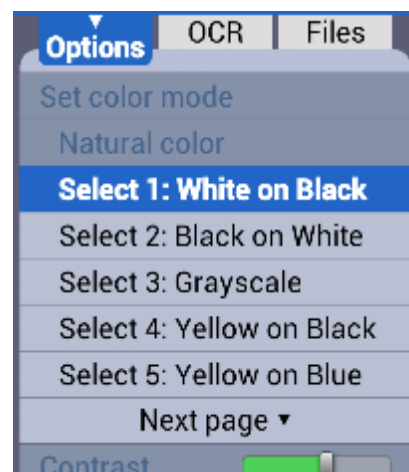 Options OCR Files
Set color mode
Natural color
Select 1: White on Black
Select 2: Black on White
Select 3: Grayscale
Select 4: Yellow on Black
Select 5: Yellow on Blue
Next page ▾
Contrast